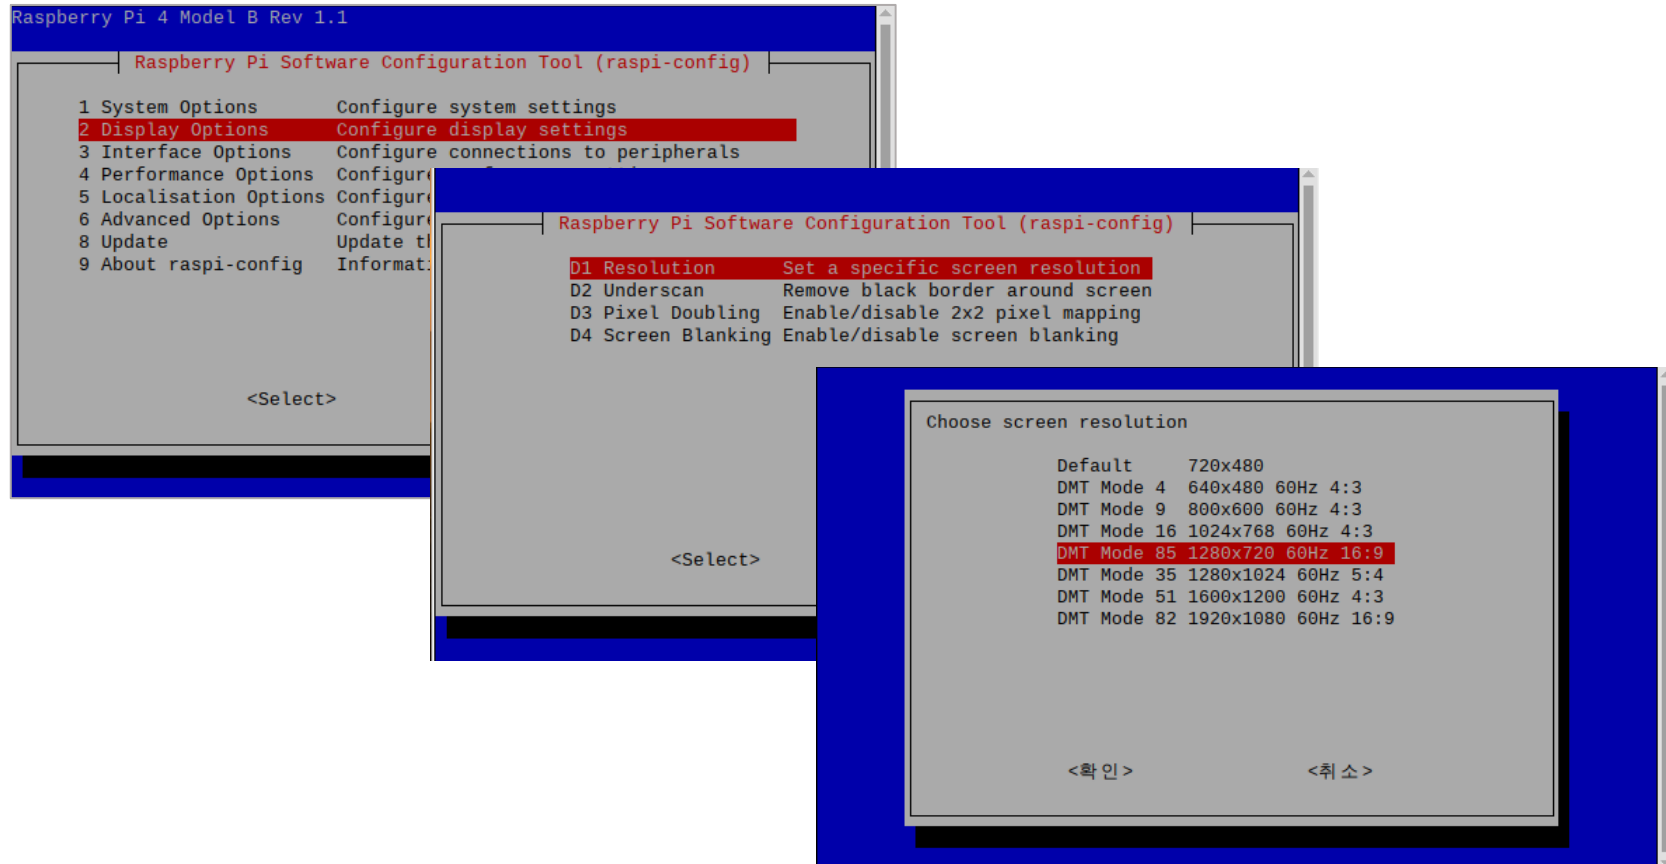 Raspberry Pi 4 Model B Rev 1.1
Raspberry Pi Software Configuration Tool (raspi-config)
1 System Options Configure system settings
2 Display Options Configure display settings
3 Interface Options Configure connections to peripherals
4 Performance Options Configure
5 Localisation Options Configure
6 Advanced Options Configure
8 Update Update
9 About raspi-config
<Select>
Raspberry Pi Software Configuration Tool (raspi-config)
D1 Resolution Set a specific screen resolution
D2 Underscan Remove black border around screen
D3 Pixel Doubling Enable/disable 2x2 pixel mapping
D4 Screen Blanking Enable/disable screen blanking
<Select>
Choose screen resolution
Default 720x480
DMT Mode 4 640x480 60Hz 4:3
DMT Mode 9 800x600 60Hz 4:3
DMT Mode 16 1024x768 60Hz 4:3
DMT Mode 85 1280x720 60Hz 16:9
DMT Mode 35 1280x1024 60Hz 5:4
DMT Mode 51 1600x1200 60Hz 4:3
DMT Mode 82 1920x1080 60Hz 16:9
<확인> <취소>